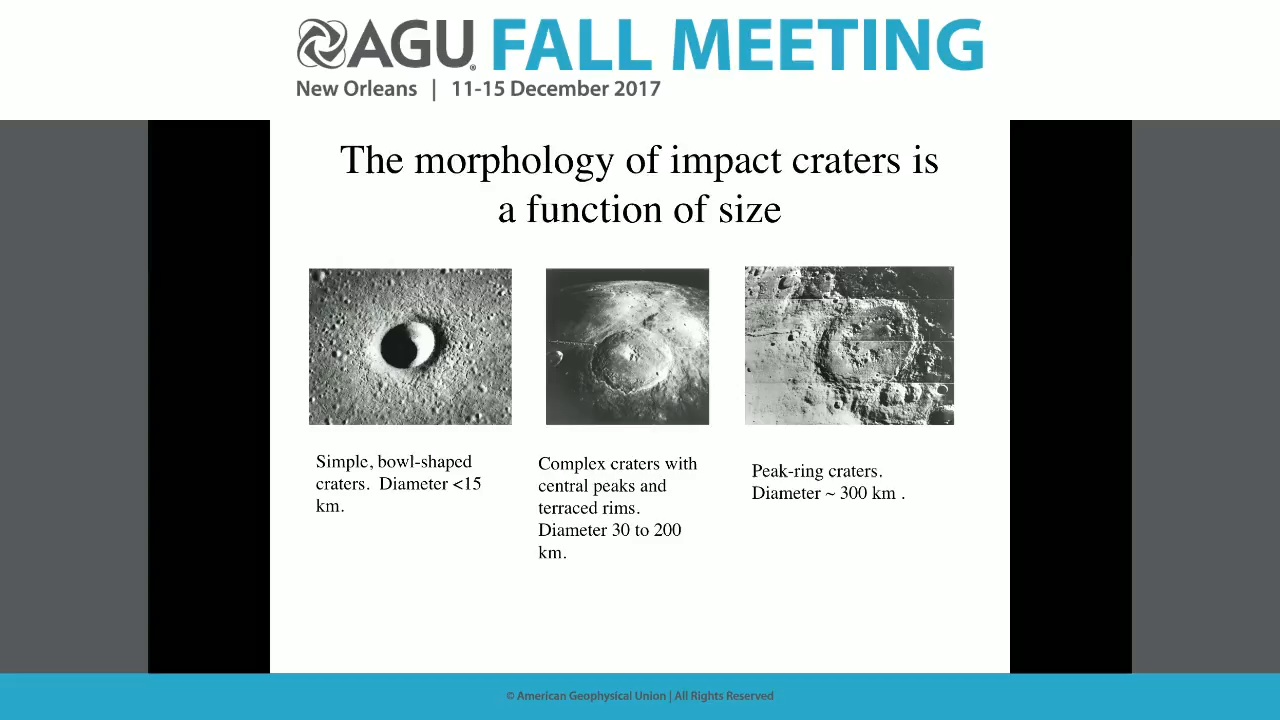 AGU FALL MEETING
New Orleans | 11-15 December 2017
The morphology of impact craters is
a function of size
Simple, bowl-shaped
craters. Diameter <15
km.
Complex craters with
central peaks and
terraced rims.
Diameter 30 to 200
km.
Peak-ring craters.
Diameter ~ 300 km .
© American Geophysical Union | All Rights Reserved